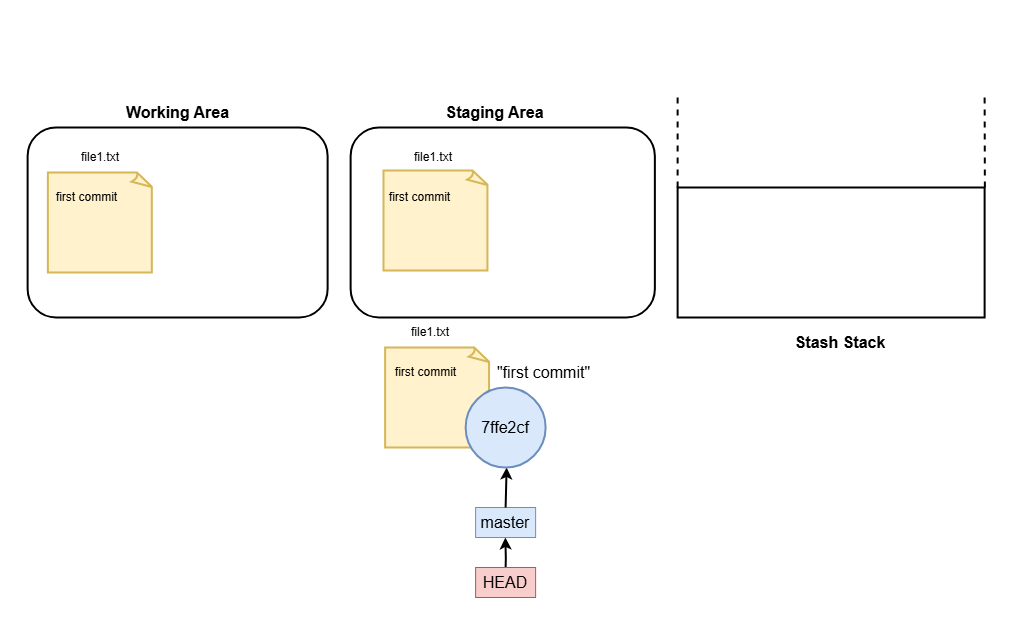 Working Area
Staging Area
file1.txt
file1.txt
first commit
first commit
Stash Stack
file1.txt
first commit
"first commit"
7ffe2cf
master
HEAD